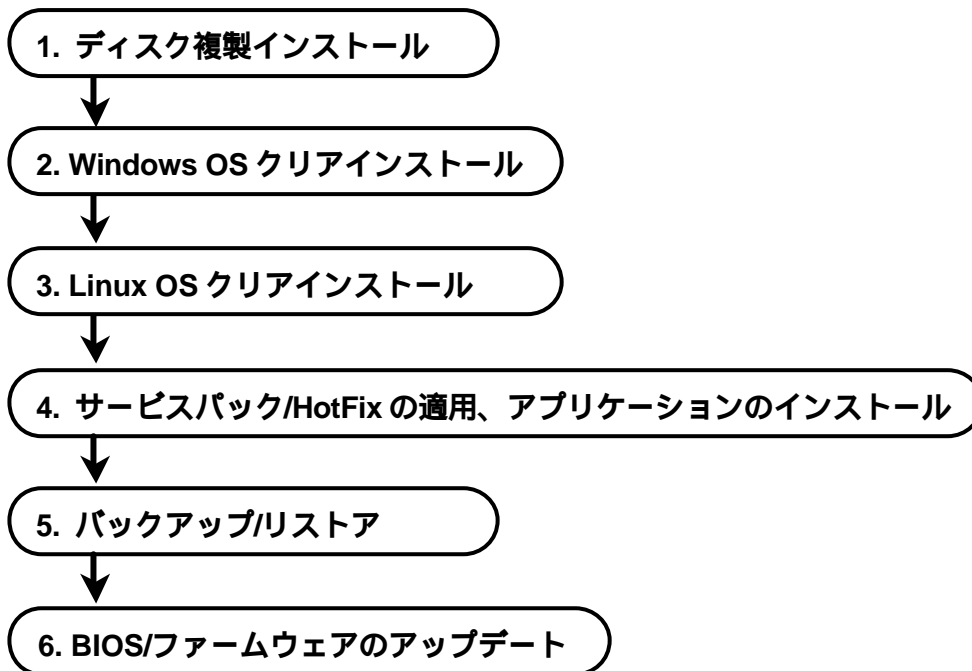 1. ディスク複製インストール
2. Windows OS クリアインストール
3. Linux OS クリアインストール
4. サービスパック/HotFix の適用、アプリケーションのインストール
5. バックアップ/リストア
6. BIOS/ファームウェアのアップデート